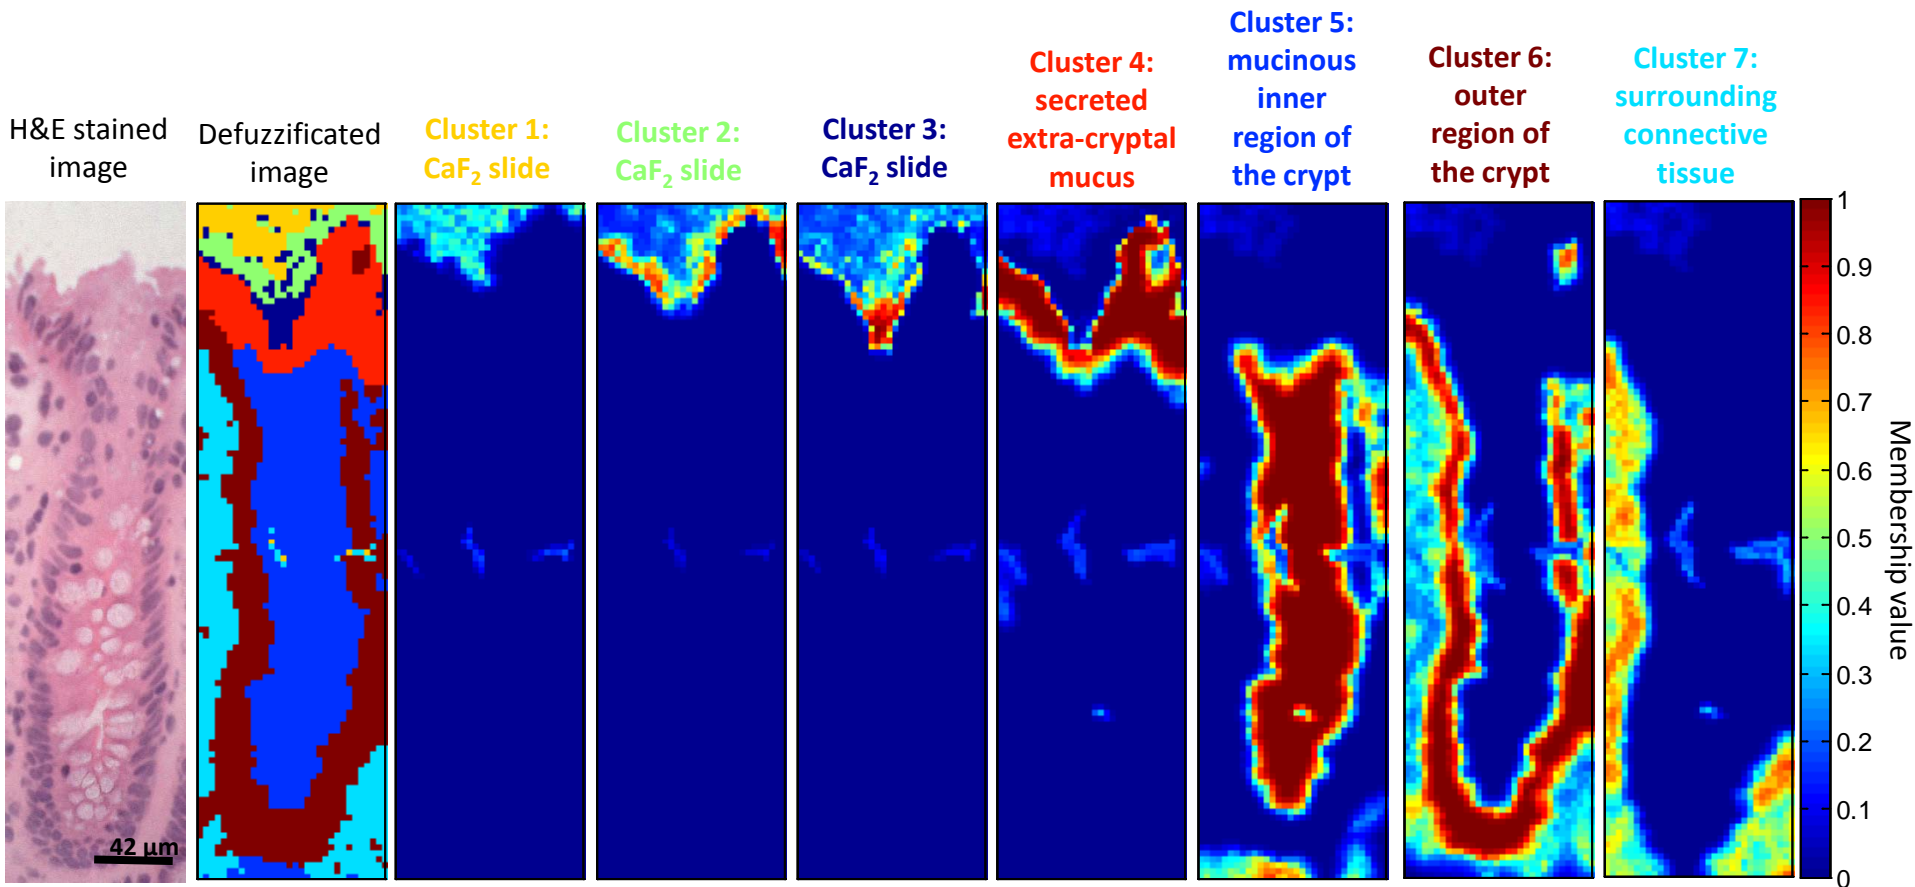 H&E stained
image
Defuzzificated
image
Cluster 1:
CaF₂ slide
Cluster 2:
CaF₂ slide
Cluster 3:
CaF₂ slide
Cluster 4:
secreted
extra-cryptal
mucus
Cluster 5:
mucinous
inner
region of
the crypt
Cluster 6:
outer
region of
the crypt
Cluster 7:
surrounding
connective
tissue
42 µm
1
0.9
0.8
0.7
0.6
0.5
0.4
0.3
0.2
0.1
0
Membership value